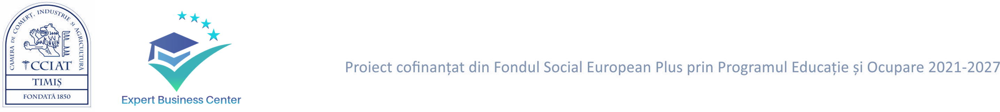 CAMERA DE COMERȚ, INDUSTRIE ȘI AGRICULTURĂ
CCIAT
TIMIȘ
FONDATĂ 1850
Expert Business Center
Proiect cofinanțat din Fondul Social European Plus prin Programul Educație și Ocupare 2021-2027